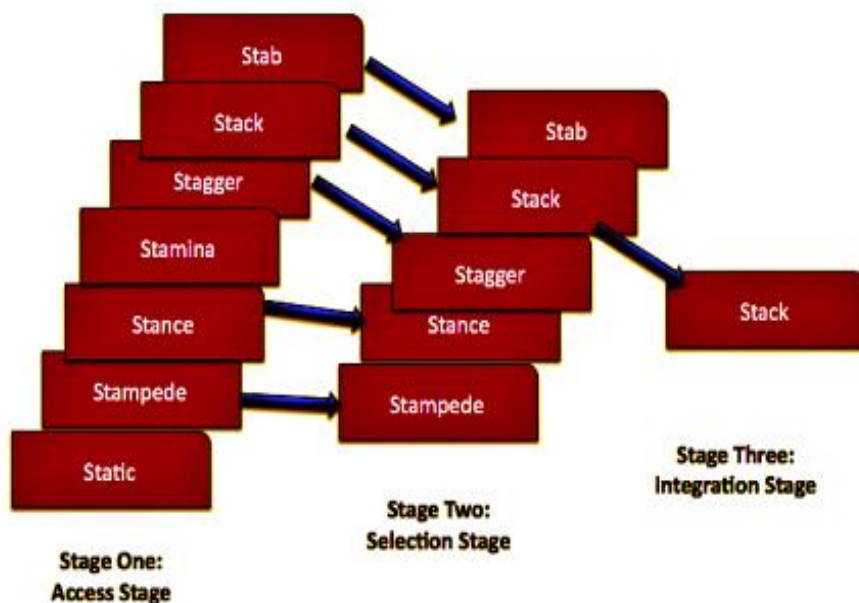 Stab
Stack
Stagger
Stamina
Stance
Stampede
Static
Stage One:
Access Stage
Stab
Stack
Stagger
Stance
Stampede
Stage Two:
Selection Stage
Stack
Stage Three:
Integration Stage